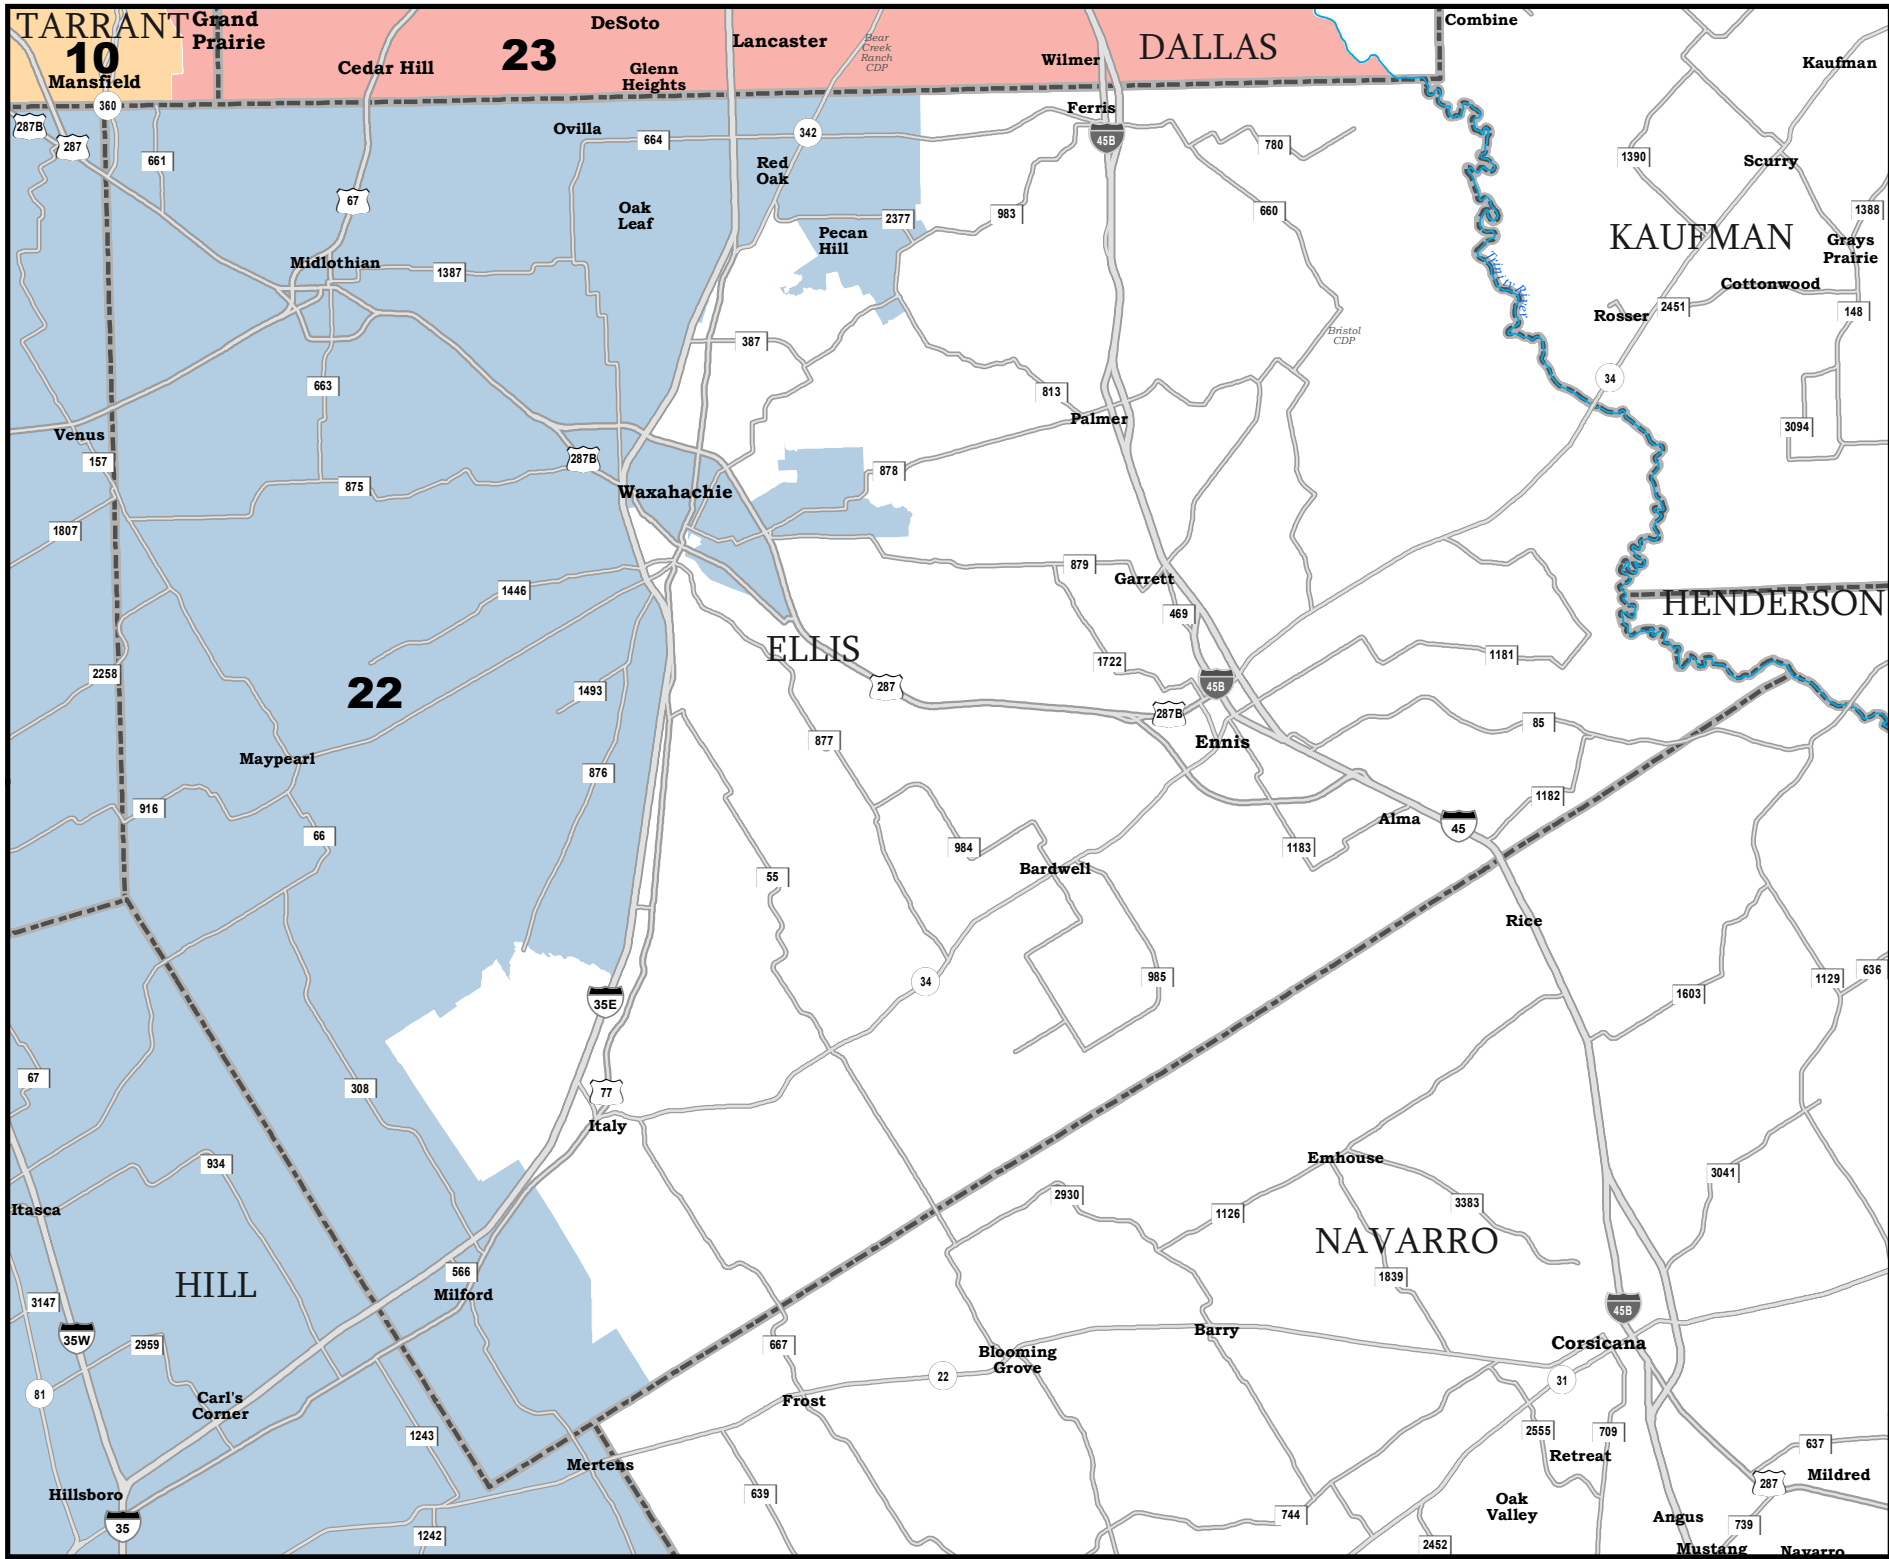 TARRANT
Grand
Prairie
10
Mansfield
23
DeSoto
Cedar Hill
Glenn
Heights
Lancaster
Bear
Creek
Ranch
CDP
Wilmer
DALLAS
Combine
Kaufman
360
287B
287
661
67
Ovilla
664
342
Red
Oak
Oak
Leaf
2377
Pecan
Hill
983
Ferris
45B
780
660
1390
Scurry
1388
KAUFMAN
Grays
Prairie
Cottonwood
148
2451
Rosser
Trinity River
Midlothian
1387
387
Bristol
CDP
34
663
813
Palmer
3094
Venus
157
287B
875
Waxahachie
878
1807
1446
879
Garrett
469
HENDERSON
ELLIS
2258
22
1493
287
1722
45B
1181
287B
Ennis
85
877
Maypearl
876
916
66
984
Bardwell
55
1183
Alma
45
1182
Rice
34
985
35E
1603
1129
636
67
308
77
Italy
934
Itasca
Emhouse
3041
2930
1126
3383
NAVARRO
HILL
566
Milford
1839
3147
35W
2959
667
Blooming
Grove
Barry
45B
Corsicana
22
31
81
Carl's
Corner
Frost
1243
2555
709
Retreat
637
Mertens
Mildred
287
Hillsboro
35
639
744
Oak
Valley
Angus
739
1242
2452
Mustang
Navarro